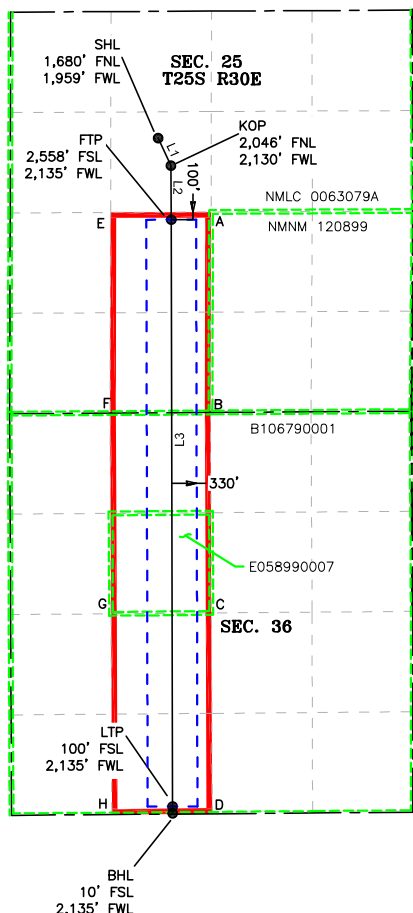 SHL
1,680' FNL
1,959' FWL
SEC. 25
T25S R30E
KOP
2,046' FNL
2,130' FWL
FTP
2,558' FSL
2,135' FWL
L1
L2
100'
NMLC 0063079A
NMNM 120899
E
A
F
B
B106790001
L3
330'
E058990007
G
C
SEC. 36
LTP
100' FSL
2,135' FWL
H
D
BHL
10' FSL
2,135' FWL